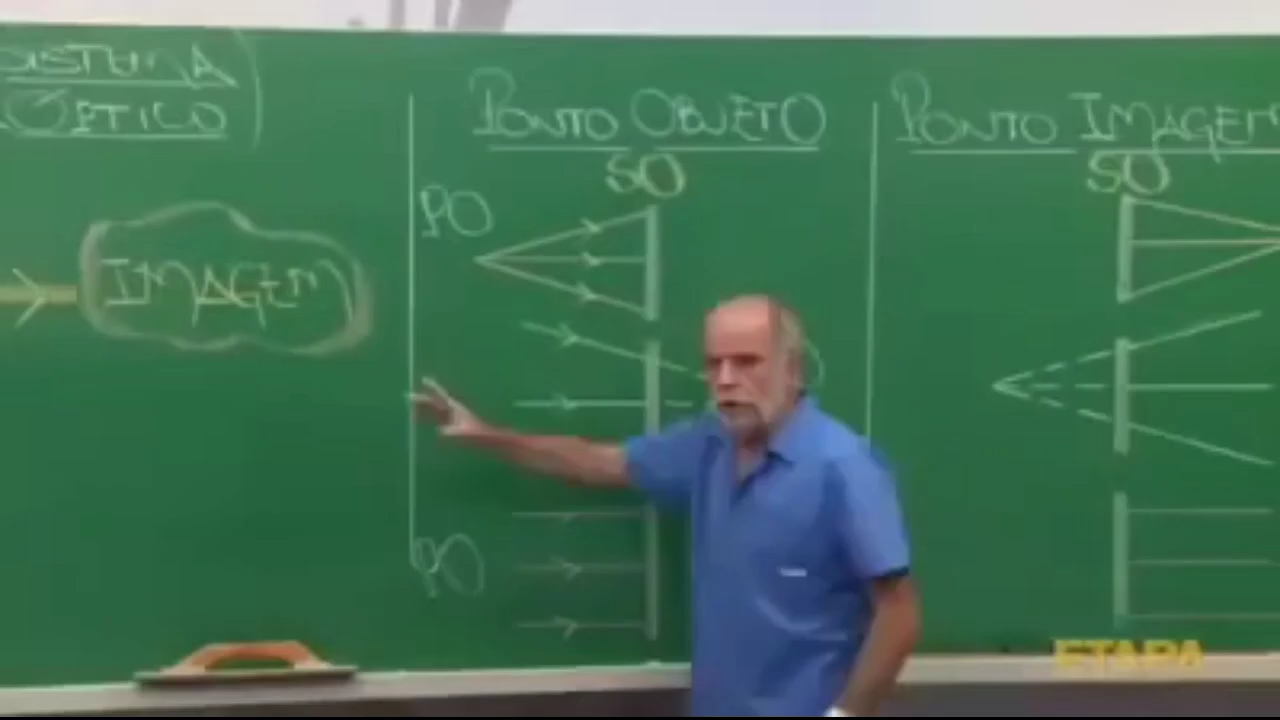 SISTEMA
ÓPTICO
IMAGEM
PONTO OBJETO
SO
PO
PO
PONTO IMAGEM
SO
ETAPA